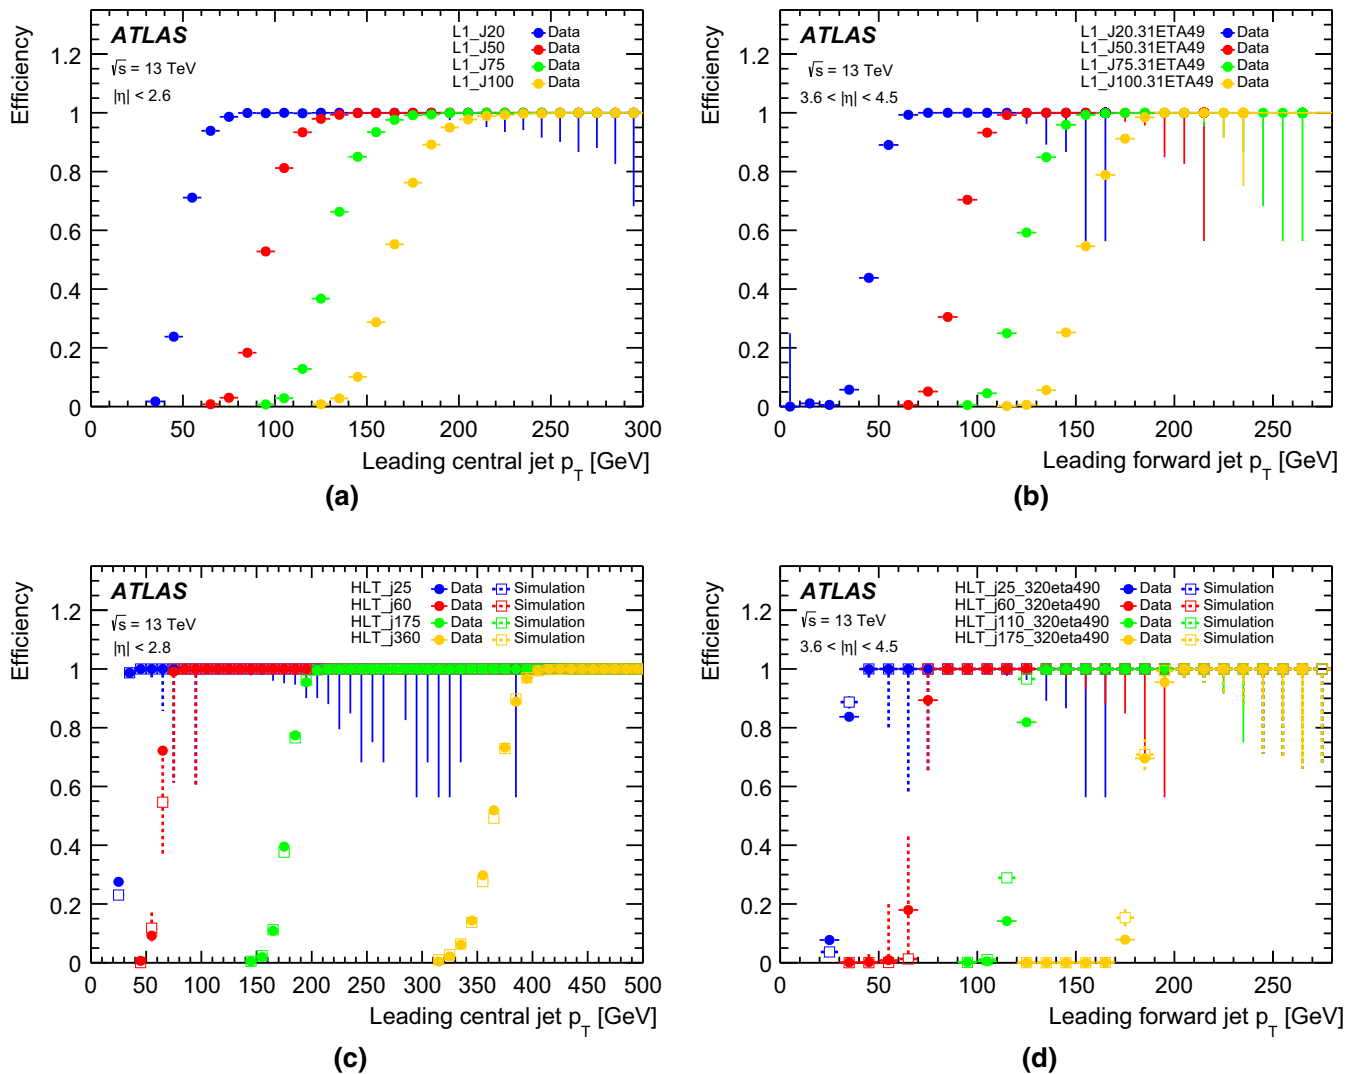 Efficiency
1.2
1
0.8
0.6
0.4
0.2
0
ATLAS
√s = 13 TeV
|η| < 2.6
L1_J20 Data
L1_J50 Data
L1_J75 Data
L1_J100 Data
0 50 100 150 200 250 300
Leading central jet p_T [GeV]
(a)
Efficiency
1.2
1
0.8
0.6
0.4
0.2
0
ATLAS
√s = 13 TeV
3.6 < |η| < 4.5
L1_J20.31ETA49 Data
L1_J50.31ETA49 Data
L1_J75.31ETA49 Data
L1_J100.31ETA49 Data
0 50 100 150 200 250
Leading forward jet p_T [GeV]
(b)
Efficiency
1.2
1
0.8
0.6
0.4
0.2
0
ATLAS
√s = 13 TeV
|η| < 2.8
HLT_j25 Data Simulation
HLT_j60 Data Simulation
HLT_j175 Data Simulation
HLT_j360 Data Simulation
0 50 100 150 200 250 300 350 400 450 500
Leading central jet p_T [GeV]
(c)
Efficiency
1.2
1
0.8
0.6
0.4
0.2
0
ATLAS
√s = 13 TeV
3.6 < |η| < 4.5
HLT_j25_320eta490 Data Simulation
HLT_j60_320eta490 Data Simulation
HLT_j110_320eta490 Data Simulation
HLT_j175_320eta490 Data Simulation
0 50 100 150 200 250
Leading forward jet p_T [GeV]
(d)